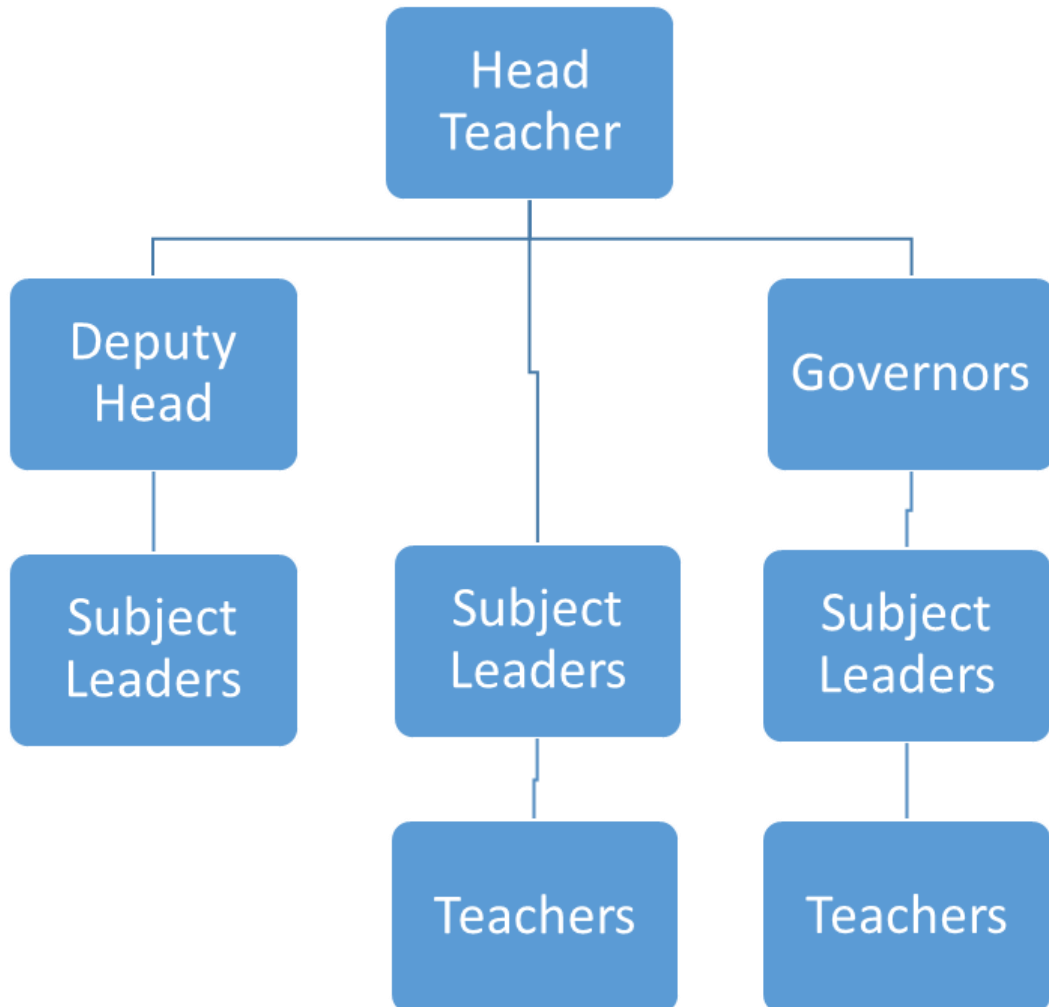 Head
Teacher
Deputy
Head
Governors
Subject
Leaders
Subject
Leaders
Subject
Leaders
Teachers
Teachers